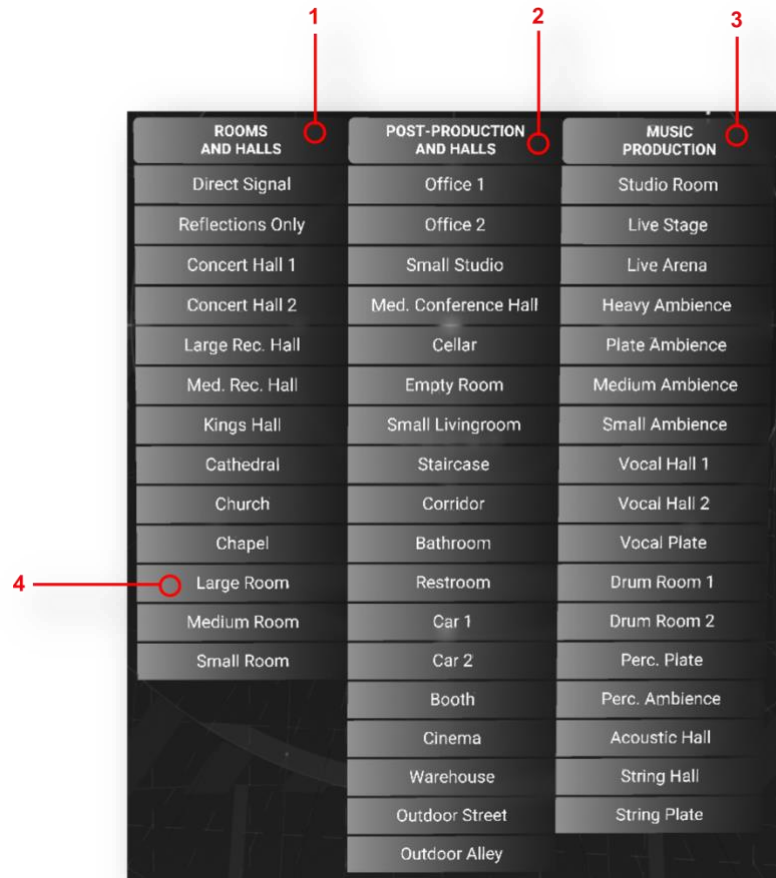 1
2
3
ROOMS
AND HALLS
POST-PRODUCTION
AND HALLS
MUSIC
PRODUCTION
Direct Signal
Office 1
Studio Room
Reflections Only
Office 2
Live Stage
Concert Hall 1
Small Studio
Live Arena
Concert Hall 2
Med. Conference Hall
Heavy Ambience
Large Rec. Hall
Cellar
Plate Ambience
Med. Rec. Hall
Empty Room
Medium Ambience
Kings Hall
Small Livingroom
Small Ambience
Cathedral
Staircase
Vocal Hall 1
Church
Corridor
Vocal Hall 2
Chapel
Bathroom
Vocal Plate
4
Large Room
Restroom
Drum Room 1
Medium Room
Car 1
Drum Room 2
Small Room
Car 2
Perc. Plate
Booth
Perc. Ambience
Cinema
Acoustic Hall
Warehouse
String Hall
Outdoor Street
String Plate
Outdoor Alley